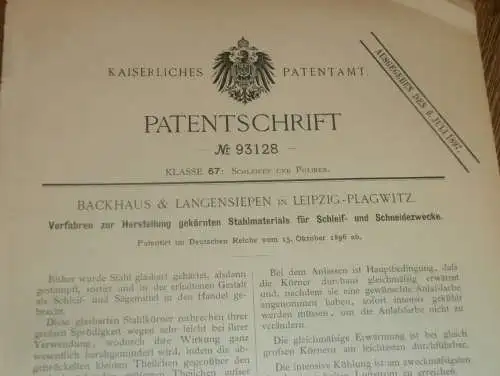 KAISERLICHES PATENTAMT.
AUSGEGEBEN DEN 6. JULI 1897.
PATENTSCHRIFT
№ 93128
KLASSE 67: SCHLEIFEN UND POLIREN.
BACKHAUS & LANGENSIEPEN IN LEIPZIG-PLAGWITZ.
Verfahren zur Herstellung gekörnten Stahlmaterials für Schleif- und Schneidezwecke.
Patentirt im Deutschen Reiche vom 15. Oktober 1896 ab.
Bisher wurde Stahl glashart gehärtet, alsdann
gestampft, sortirt und in der erhaltenen Gestalt
als Schleif- und Sägemittel in den Handel ge-
bracht.
Diese glasharten Stahlkörner zerbrechen ihrer
großen Sprödigkeit wegen sehr leicht bei ihrer
Verwendung, wodurch ihre Wirkung ganz
wesentlich herabgemindert wird, indem die ab-
gebröckelten kleinen Theilchen auf
Theilchen
Bei dem Anlassen ist Hauptbedingung, daß
die Körner durchaus gleichmäßig erwärmt
und, nachdem sie eine gewünschte Anlaßfarbe
angenommen haben, sofort intensiv gekühlt
werden müssen, um die Anlaßfarbe nicht zu
verändern.
Die gleichmäßige Erwärmung ist bei gleich
großen Körnern am leichtesten durchführbar.
Die intensive Kühlung ist am zweckmäßigsten